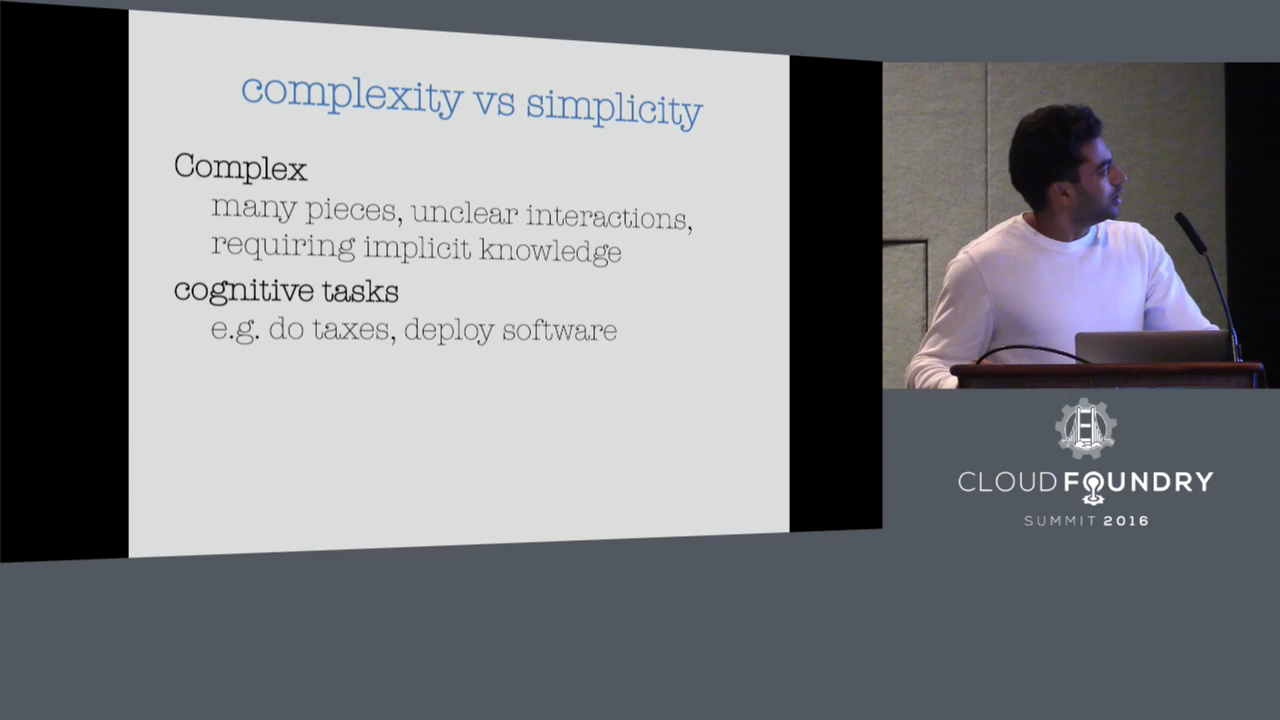 complexity vs simplicity
Complex
many pieces, unclear interactions,
requiring implicit knowledge
cognitive tasks
e.g. do taxes, deploy software
CLOUD FOUNDRY
SUMMIT 2016